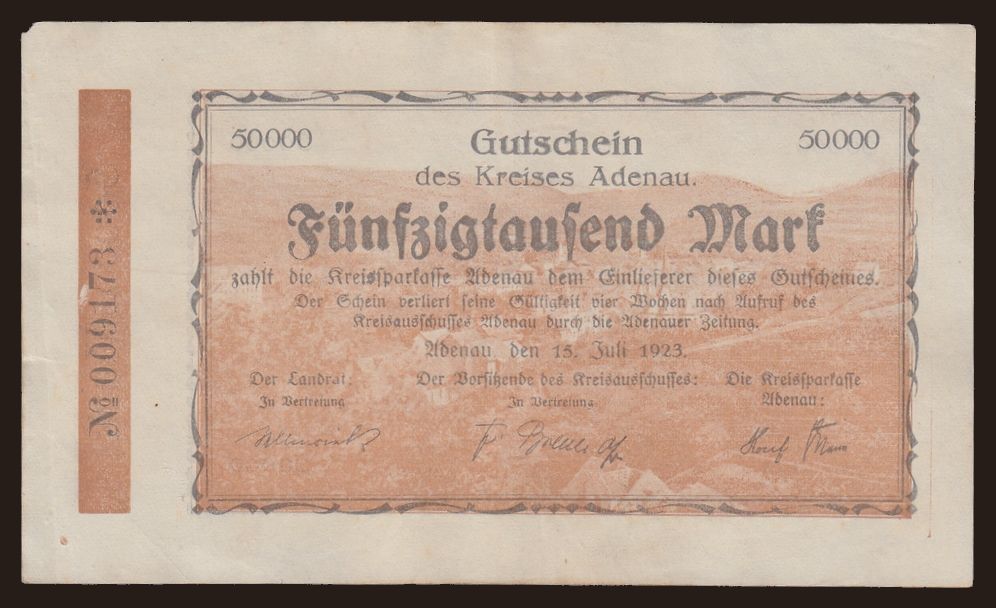 50000 Gutschein 50000
des Kreises Adenau.
Fünfzigtausend Mark
zahlt die Kreissparkasse Adenau dem Einlieferer dieses Gutscheines.
Der Schein verliert seine Gültigkeit vier Wochen nach Aufruf des
Kreisausschusses Adenau durch die Adenauer Zeitung.
Adenau den 15. Juli 1923.
Der Landrat: Der Vorsitzende des Kreisausschusses: Die Kreissparkasse
In Vertretung In Vertretung Adenau:
No 009173 *